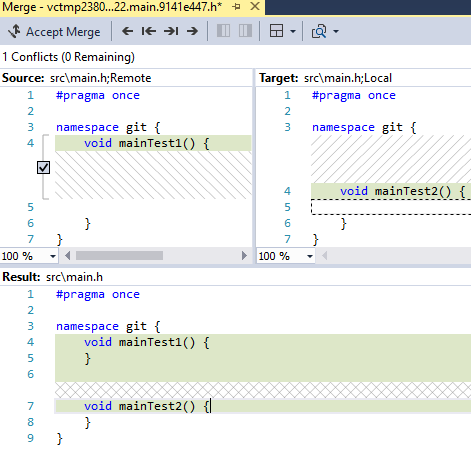 Merge - vctmp2380...22.main.9141e447.h*
Accept Merge
1 Conflicts (0 Remaining)
Source: src\main.h;Remote
1 #pragma once
2
3 namespace git {
4 void mainTest1() {
5
6 }
7 }
100 %
Target: src\main.h;Local
1 #pragma once
2
3 namespace git {
4 void mainTest2() {
5
6 }
7 }
100 %
Result: src\main.h
1 #pragma once
2
3 namespace git {
4 void mainTest1() {
5 }
6
7 void mainTest2() {
8 }
9 }